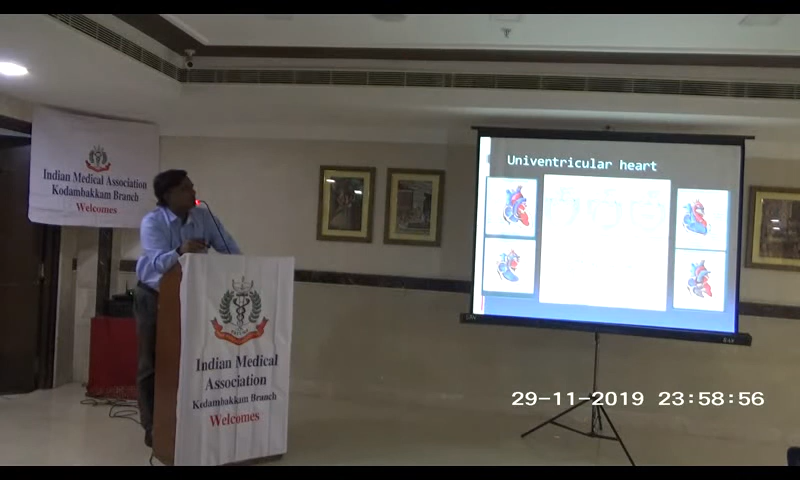 Indian Medical Association
Kodambakkam Branch
Welcomes
Univentricular heart
Indian Medical
Association
Kodambakkam Branch
Welcomes
29-11-2019 23:58:56